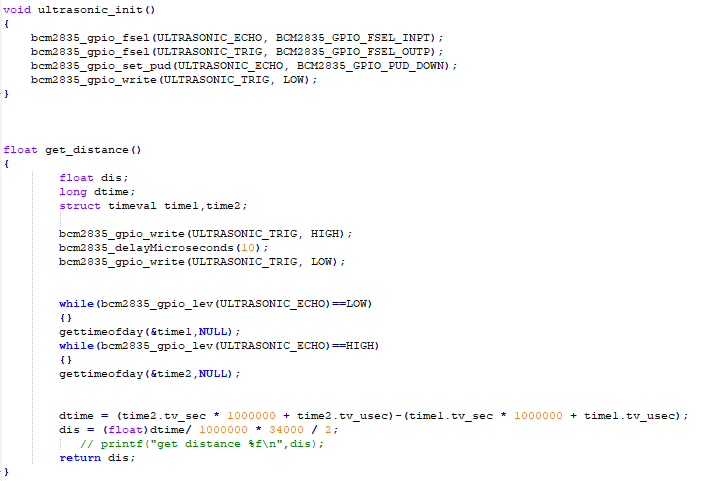 void ultrasonic_init()
{
    bcm2835_gpio_fsel(ULTRASONIC_ECHO, BCM2835_GPIO_FSEL_INPT);
    bcm2835_gpio_fsel(ULTRASONIC_TRIG, BCM2835_GPIO_FSEL_OUTP);
    bcm2835_gpio_set_pud(ULTRASONIC_ECHO, BCM2835_GPIO_PUD_DOWN);
    bcm2835_gpio_write(ULTRASONIC_TRIG, LOW);
}
float get_distance()
{
        float dis;
        long dtime;
        struct timeval time1,time2;
        bcm2835_gpio_write(ULTRASONIC_TRIG, HIGH);
        bcm2835_delayMicroseconds(10);
        bcm2835_gpio_write(ULTRASONIC_TRIG, LOW);
        while(bcm2835_gpio_lev(ULTRASONIC_ECHO)==LOW)
        {}
        gettimeofday(&time1,NULL);
        while(bcm2835_gpio_lev(ULTRASONIC_ECHO)==HIGH)
        {}
        gettimeofday(&time2,NULL);
        dtime = (time2.tv_sec * 1000000 + time2.tv_usec)-(time1.tv_sec * 1000000 + time1.tv_usec);
        dis = (float)dtime/ 1000000 * 34000 / 2;
           // printf("get distance %f\n",dis);
        return dis;
}